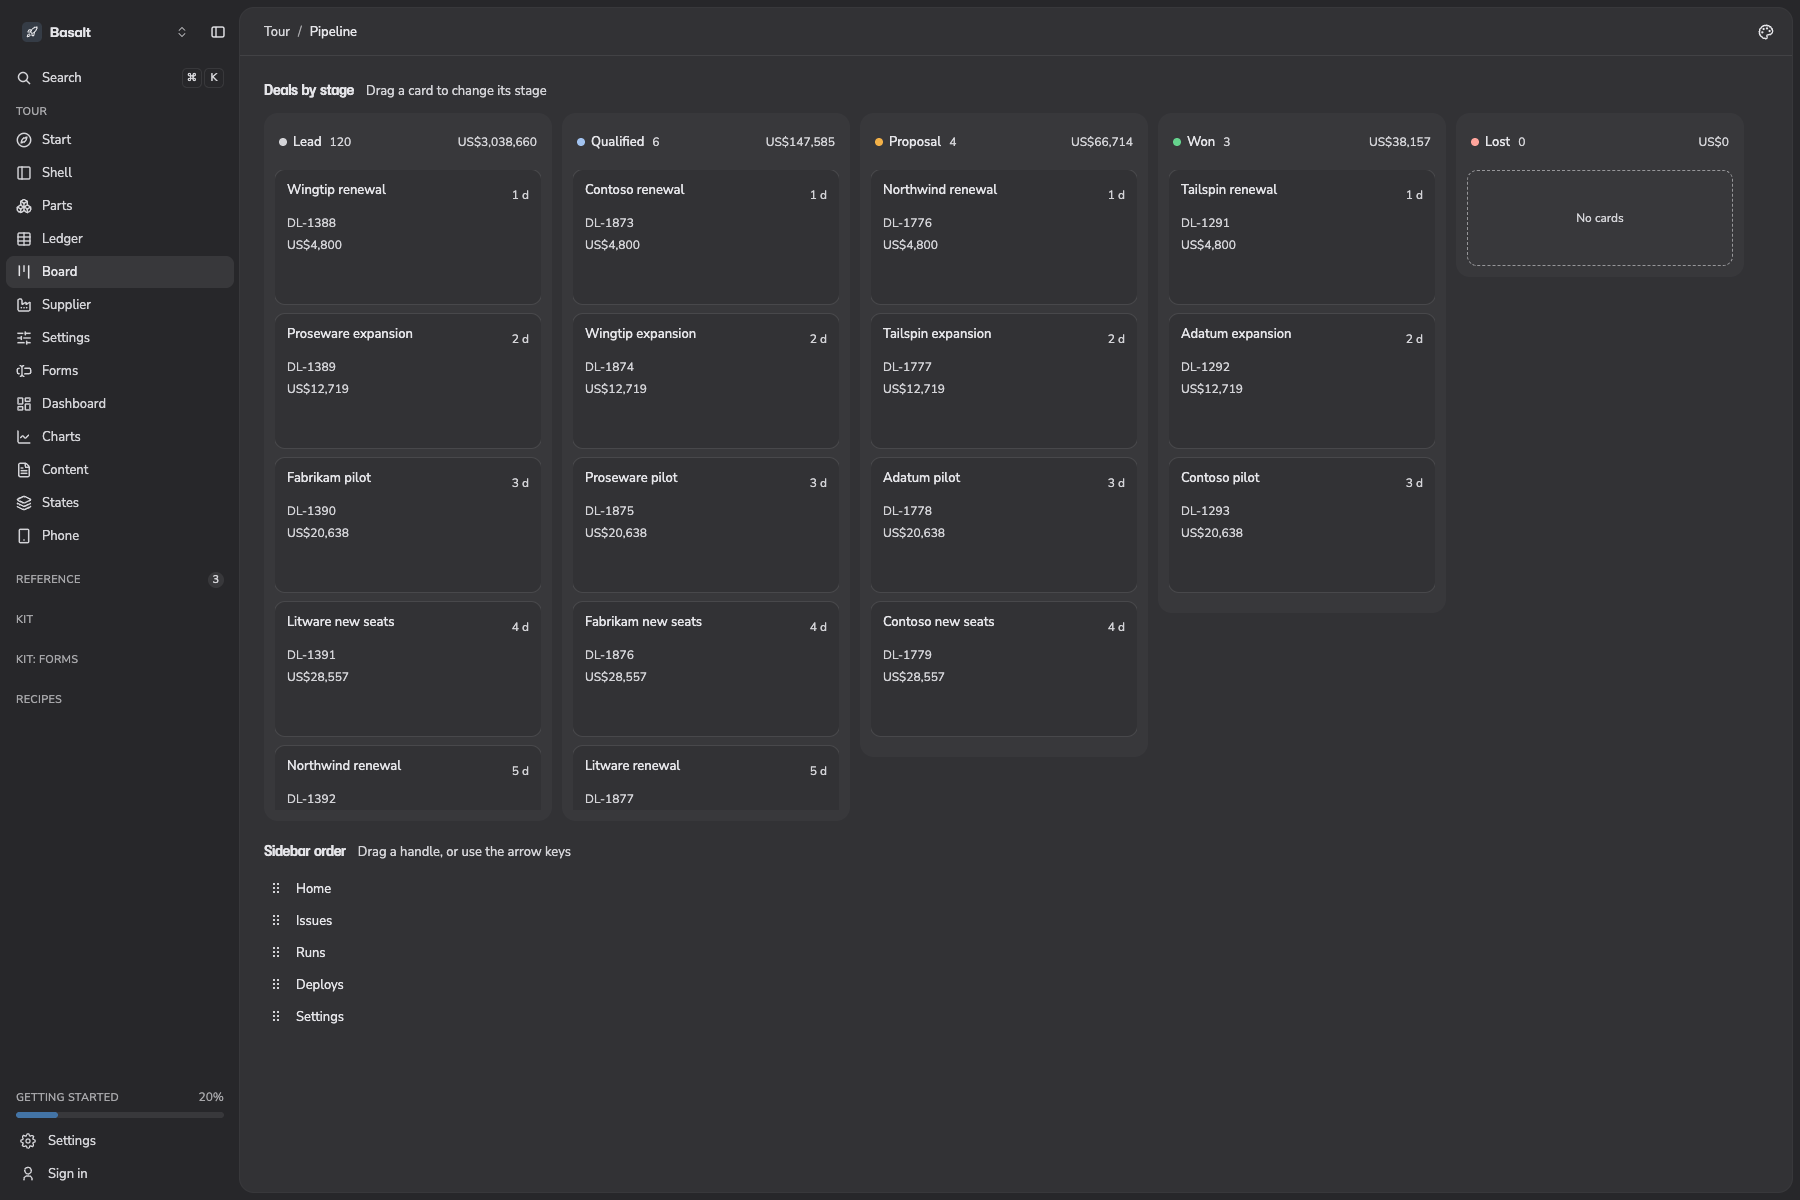 Basalt
Search ⌘ K
TOUR
Start
Shell
Parts
Ledger
Board
Supplier
Settings
Forms
Dashboard
Charts
Content
States
Phone
REFERENCE 3
KIT
KIT: FORMS
RECIPES
GETTING STARTED 20%
Settings
Sign in
Tour / Pipeline
Deals by stage Drag a card to change its stage
Lead 120 US$3,038,660
Wingtip renewal 1 d
DL-1388
US$4,800
Proseware expansion 2 d
DL-1389
US$12,719
Fabrikam pilot 3 d
DL-1390
US$20,638
Litware new seats 4 d
DL-1391
US$28,557
Northwind renewal 5 d
DL-1392
Qualified 6 US$147,585
Contoso renewal 1 d
DL-1873
US$4,800
Wingtip expansion 2 d
DL-1874
US$12,719
Proseware pilot 3 d
DL-1875
US$20,638
Fabrikam new seats 4 d
DL-1876
US$28,557
Litware renewal 5 d
DL-1877
Proposal 4 US$66,714
Northwind renewal 1 d
DL-1776
US$4,800
Tailspin expansion 2 d
DL-1777
US$12,719
Adatum pilot 3 d
DL-1778
US$20,638
Contoso new seats 4 d
DL-1779
US$28,557
Won 3 US$38,157
Tailspin renewal 1 d
DL-1291
US$4,800
Adatum expansion 2 d
DL-1292
US$12,719
Contoso pilot 3 d
DL-1293
US$20,638
Lost 0 US$0
No cards
Sidebar order Drag a handle, or use the arrow keys
Home
Issues
Runs
Deploys
Settings